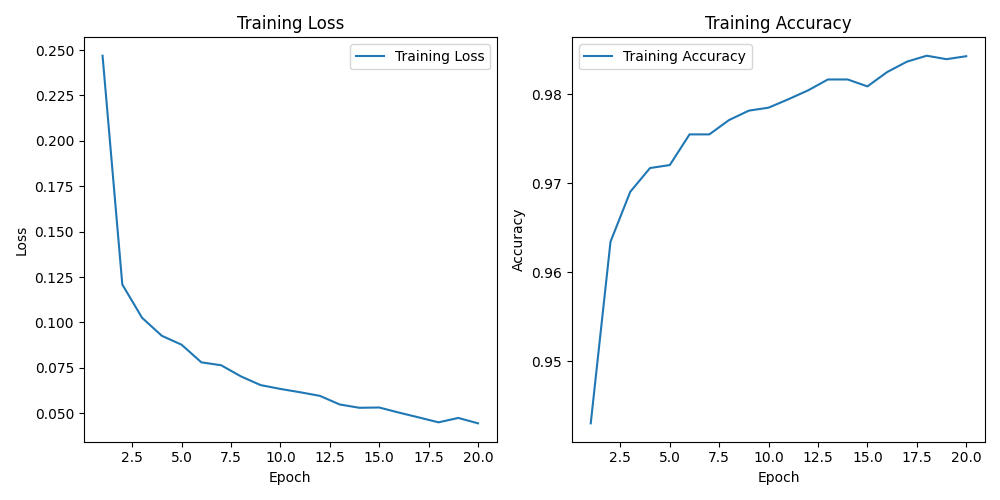 Training Loss
Training Loss
0.250
0.225
0.200
0.175
0.150
0.125
0.100
0.075
0.050
Loss
2.5 5.0 7.5 10.0 12.5 15.0 17.5 20.0
Epoch
Training Accuracy
Training Accuracy
0.98
0.97
0.96
0.95
Accuracy
2.5 5.0 7.5 10.0 12.5 15.0 17.5 20.0
Epoch